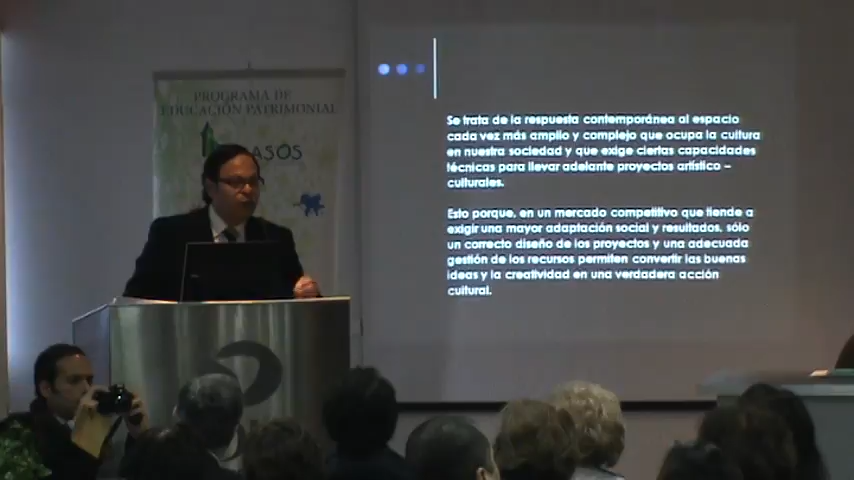 PROGRAMA DE
EDUCACIÓN PATRIMONIAL
PASOS
Se trata de la respuesta contemporánea al espacio
cada vez más amplio y complejo que ocupa la cultura
en nuestra sociedad y que exige ciertas capacidades
técnicas para llevar adelante proyectos artístico –
culturales.
Esto porque, en un mercado competitivo que tiende a
exigir una mayor adaptación social y resultados, sólo
un correcto diseño de los proyectos y una adecuada
gestión de los recursos permiten convertir las buenas
ideas y la creatividad en una verdadera acción
cultural.